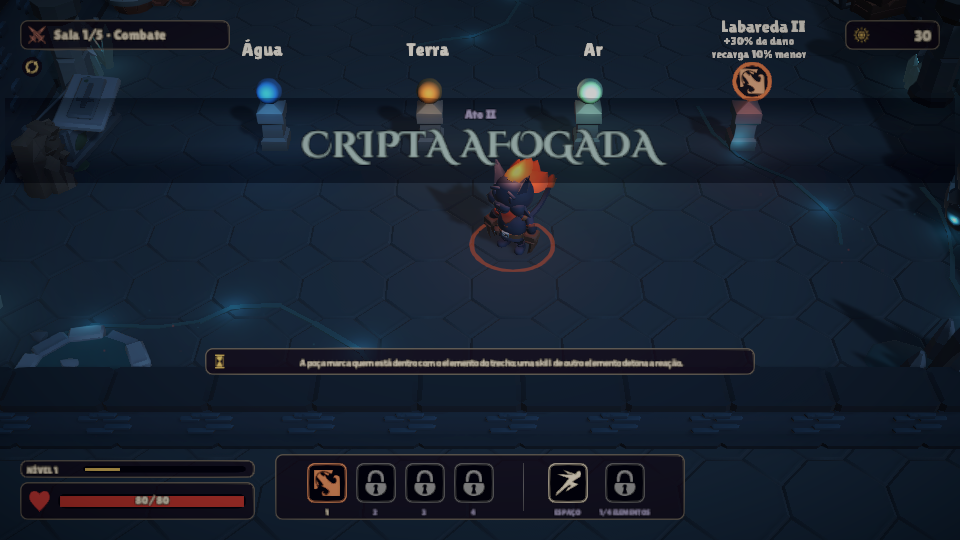 Sala 1/5 - Combate
Água
Terra
Ar
Labareda II
+30% de dano
recarga 10% menor
30
Ato II
CRIPTA AFOGADA
A poça marca quem está dentro com o elemento do trecho; uma skill de outro elemento detona a reação.
NÍVEL 1
80/80
1
2
3
4
ESPAÇO
1/4 ELEMENTOS